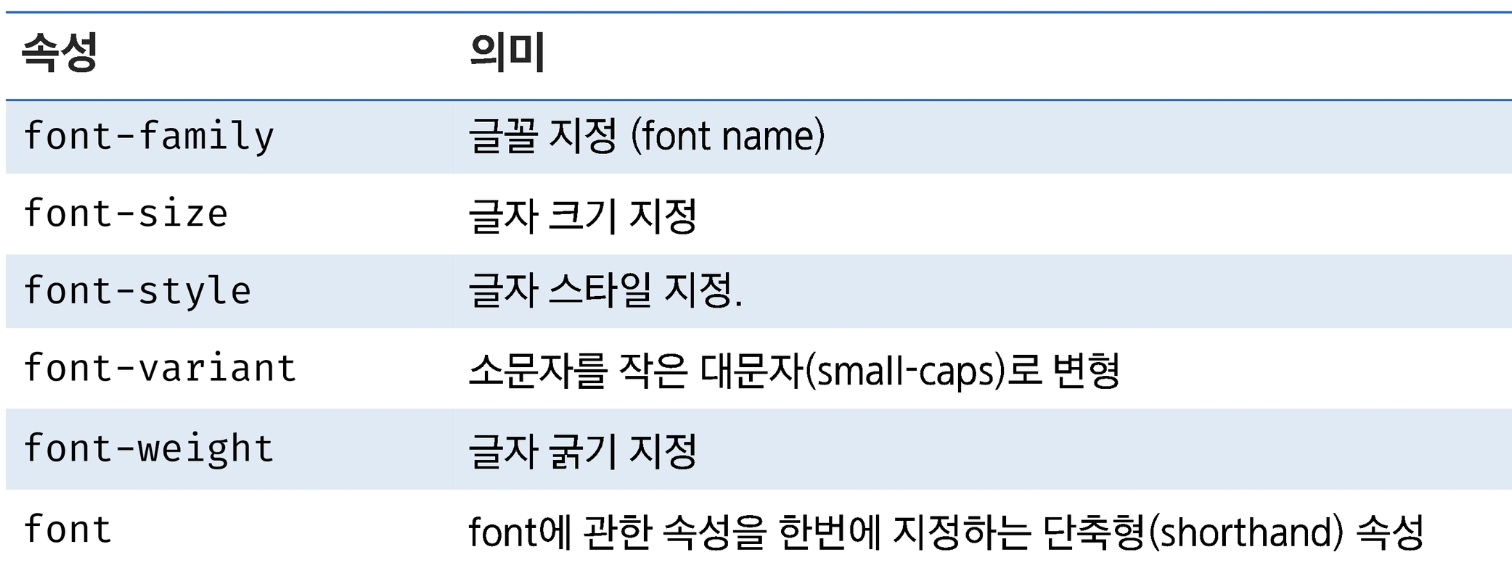 속성 의미
font-family 글꼴 지정 (font name)
font-size 글자 크기 지정
font-style 글자 스타일 지정.
font-variant 소문자를 작은 대문자(small-caps)로 변형
font-weight 글자 굵기 지정
font font에 관한 속성을 한번에 지정하는 단축형(shorthand) 속성